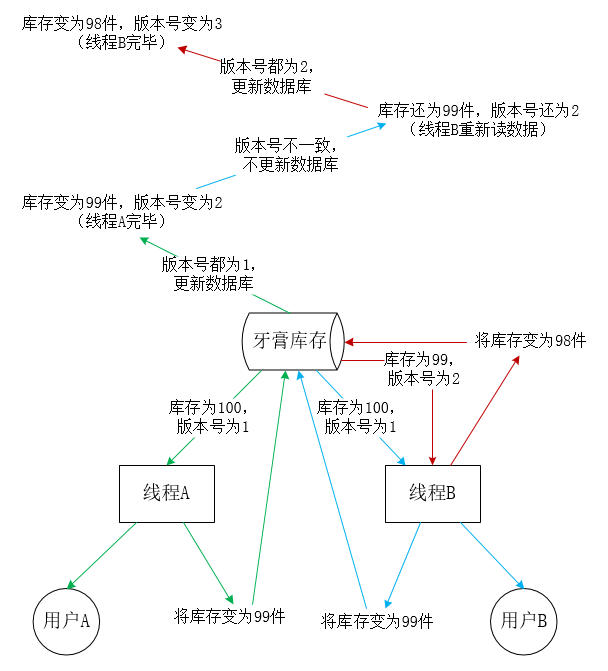 库存变为98件，版本号变为3
（线程B完毕）
版本号都为2，
更新数据库
库存还为99件，版本号还为2
（线程B重新读数据）
版本号不一致，
不更新数据库
库存变为99件，版本号变为2
（线程A完毕）
版本号都为1，
更新数据库
牙膏库存
将库存变为98件
库存为99，
版本号为2
库存为100，
版本号为1
库存为100，
版本号为1
线程A
线程B
将库存变为99件
将库存变为99件
用户A
用户B